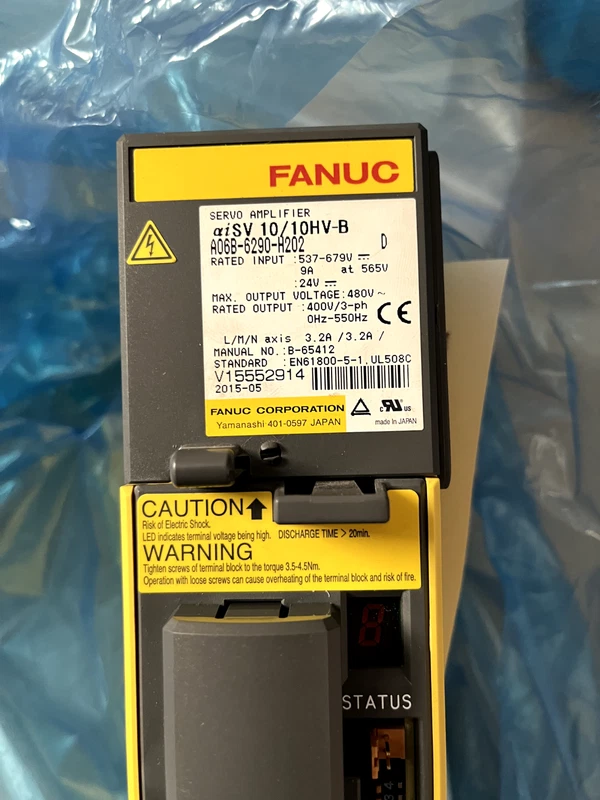 FANUC
SERVO AMPLIFIER
αiSV 10/10HV-B
A06B-6290-H202 D
RATED INPUT :537-679V ⎓
9A at 565V
:24V ⎓
MAX. OUTPUT VOLTAGE:480V ~
RATED OUTPUT :400V/3-ph
0Hz-550Hz
CE
L/M/N axis 3.2A /3.2A /
MANUAL NO.:B-65412
STANDARD :EN61800-5-1,UL508C
V15552914
2015-05
FANUC CORPORATION
Yamanashi 401-0597 JAPAN
c UR us
made in JAPAN
CAUTION
Risk of Electric Shock.
LED indicates terminal voltage being high. DISCHARGE TIME > 20min.
WARNING
Tighten screws of terminal block to the torque 3.5-4.5Nm.
Operation with loose screws can cause overheating of the terminal block and risk of fire.
8
STATUS
34